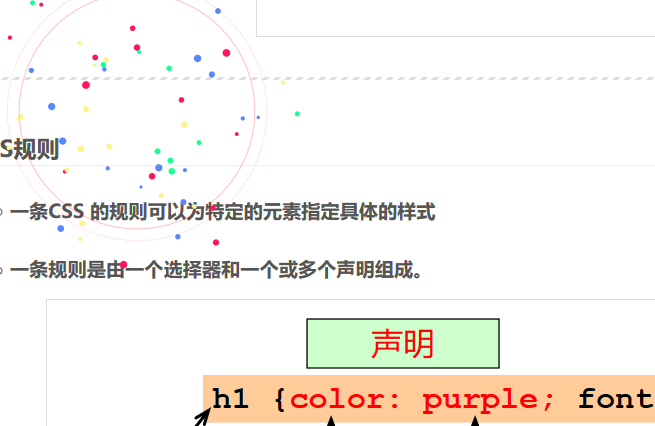 S规则
一条CSS 的规则可以为特定的元素指定具体的样式
一条规则是由一个选择器和一个或多个声明组成。
声明
h1 {color: purple; font